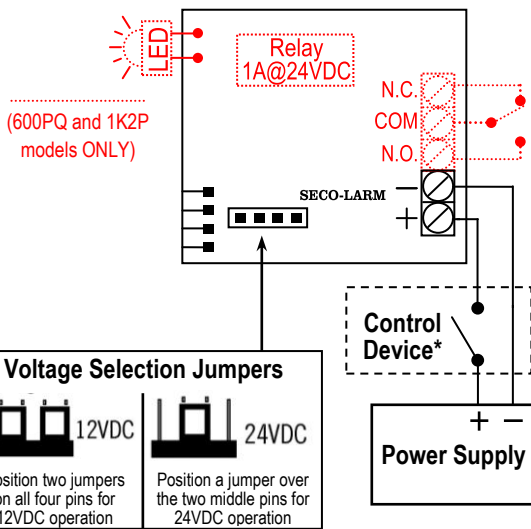 LED
Relay
1A@24VDC
N.C.
COM
N.O.
(600PQ and 1K2P
models ONLY)
SECO-LARM
−
+
Control
Device*
Voltage Selection Jumpers
12VDC
24VDC
two jumpers
on all four pins for
12VDC operation
Position a jumper over
the two middle pins for
24VDC operation
+ −
Power Supply